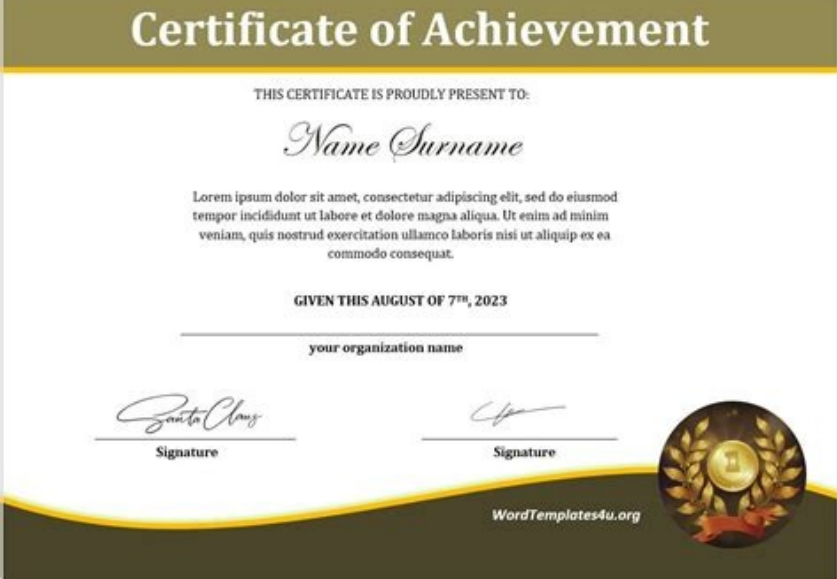 Certificate of Achievement
THIS CERTIFICATE IS PROUDLY PRESENT TO:
Name Surname
Lorem ipsum dolor sit amet, consectetur adipiscing elit, sed do eiusmod
tempor incididunt ut labore et dolore magna aliqua. Ut enim ad minim
veniam, quis nostrud exercitation ullamco laboris nisi ut aliquip ex ea
commodo consequat.
GIVEN THIS AUGUST OF 7TH, 2023
your organization name
Santa Claus
Signature
Signature
WordTemplates4u.org
1